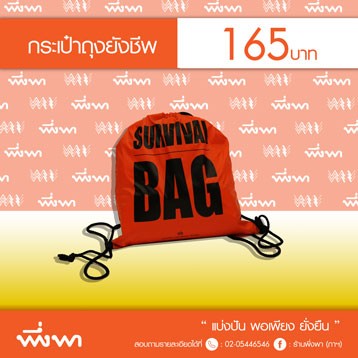 กระเป๋าถุงยังชีพ
165บาท
SURVIVAL
BAG
พึ่งพา
“ แบ่งปัน พอเพียง ยั่งยืน ”
สอบถามรายละเอียดได้ที่ : 02-05446546 : ร้านพึ่งพา (ภาฯ)